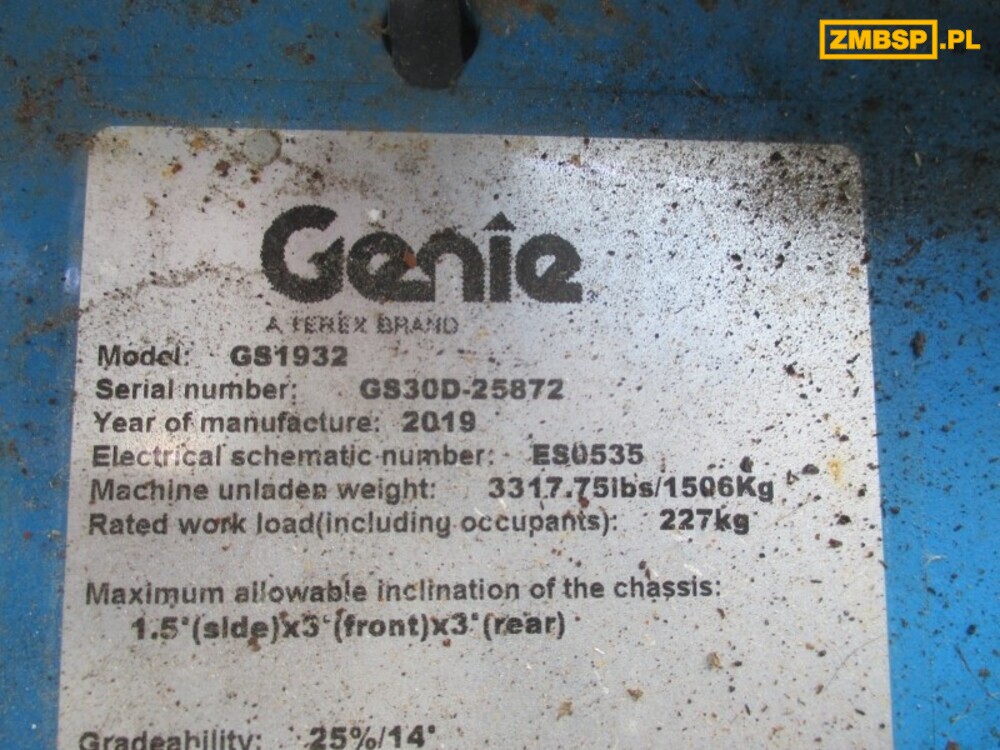 ZMBSP.PL
Genie
A TEREX BRAND
Model: GS1932
Serial number: GS30D-25872
Year of manufacture: 2019
Electrical schematic number: ES0535
Machine unladen weight: 3317.75lbs/1506Kg
Rated work load(including occupants): 227kg
Maximum allowable inclination of the chassis:
1.5°(side)x3°(front)x3°(rear)
Gradeability: 25%/14°